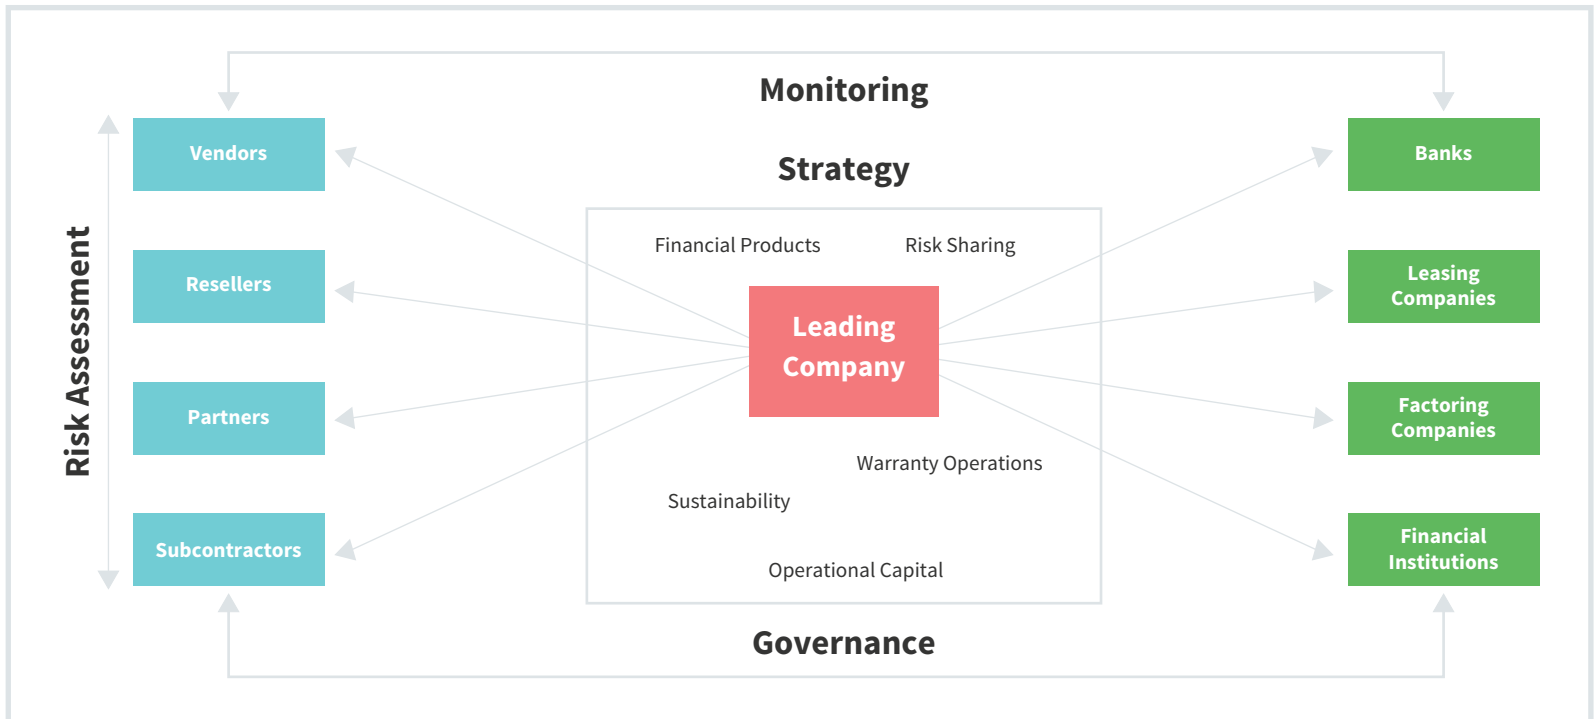 Monitoring
Vendors
Banks
Strategy
Financial Products
Risk Sharing
Risk Assessment
Resellers
Leasing
Companies
Leading
Company
Partners
Factoring
Companies
Warranty Operations
Sustainability
Subcontractors
Financial
Institutions
Operational Capital
Governance